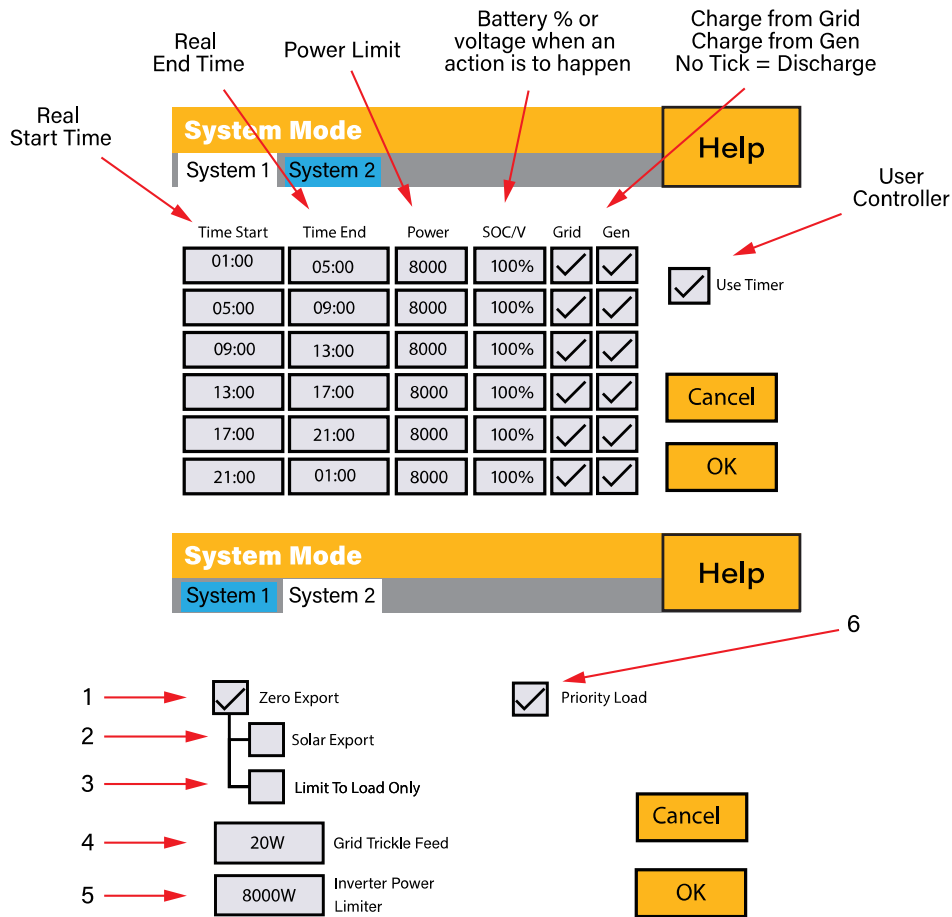 Real
Start Time
Real
End Time
Power Limit
Battery % or
voltage when an
action is to happen
Charge from Grid
Charge from Gen
No Tick = Discharge
User
Controller
System Mode
Help
System 1 System 2
Time Start Time End Power SOC/V Grid Gen
01:00 05:00 8000 100%
05:00 09:00 8000 100%
09:00 13:00 8000 100%
13:00 17:00 8000 100%
17:00 21:00 8000 100%
21:00 01:00 8000 100%
Use Timer
Cancel
OK
System Mode
Help
System 1 System 2
6
1 Zero Export
Priority Load
2 Solar Export
3 Limit To Load Only
4 20W Grid Trickle Feed
5 8000W Inverter Power
Limiter
Cancel
OK